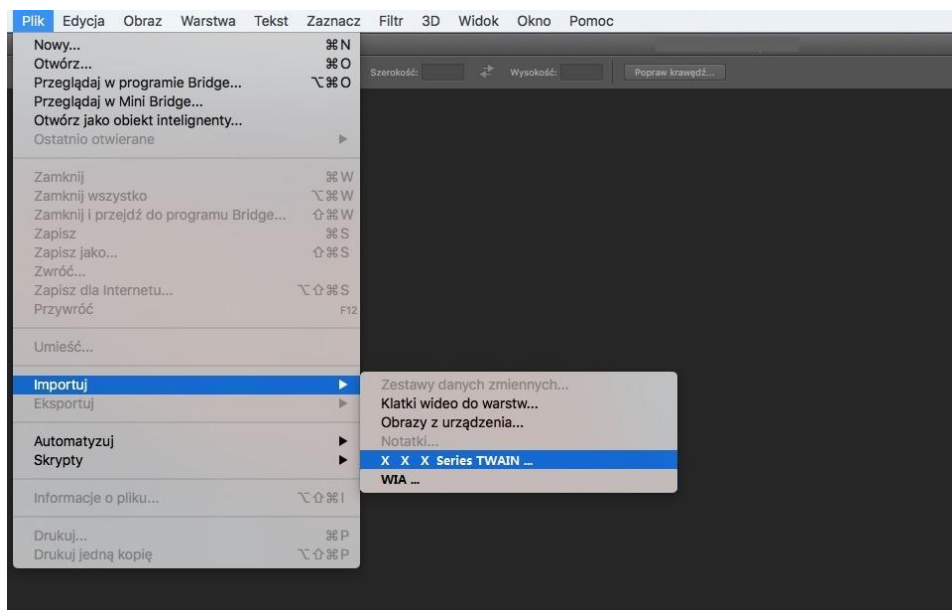 Plik Edycja Obraz Warstwa Tekst Zaznacz Filtr 3D Widok Okno Pomoc
Szerokość: Wysokość: Popraw krawędź...
Nowy... ⌘N
Otwórz... ⌘O
Przeglądaj w programie Bridge... ⌥⌘O
Przeglądaj w Mini Bridge...
Otwórz jako obiekt inteligenty...
Ostatnio otwierane ▶
Zamknij ⌘W
Zamknij wszystko ⌥⌘W
Zamknij i przejdź do programu Bridge... ⇧⌘W
Zapisz ⌘S
Zapisz jako... ⇧⌘S
Zwróć...
Zapisz dla Internetu... ⌥⇧⌘S
Przywróć F12
Umieść...
Importuj ▶
Eksportuj ▶
Automatyzuj ▶
Skrypty ▶
Informacje o pliku... ⌥⇧⌘I
Drukuj... ⌘P
Drukuj jedną kopię ⌥⇧⌘P
Zestawy danych zmiennych...
Klatki wideo do warstw...
Obrazy z urządzenia...
Notatki...
X X X Series TWAIN ...
WIA ...